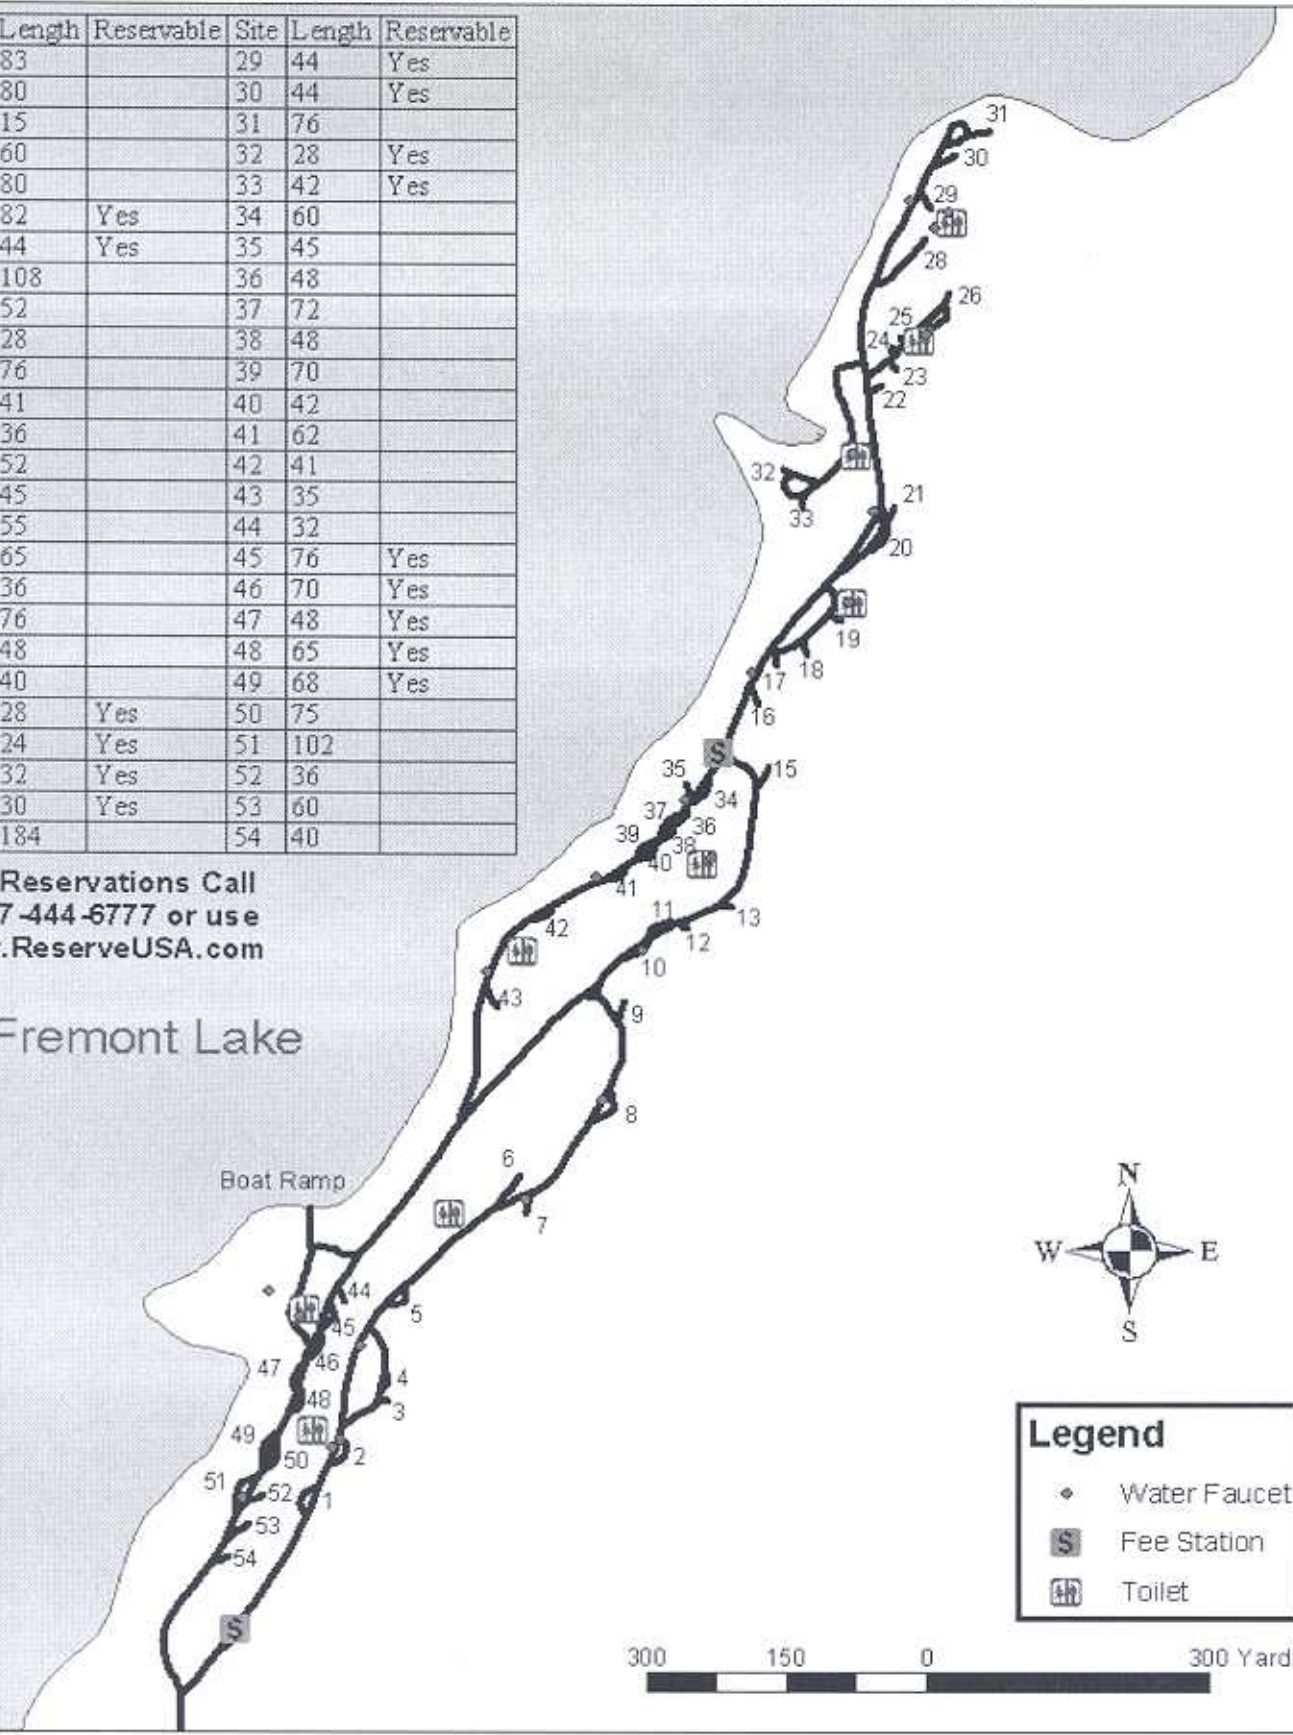 Length Reservable Site Length Reservable
83 29 44 Yes
80 30 44 Yes
15 31 76
60 32 28 Yes
80 33 42 Yes
82 Yes 34 60
44 Yes 35 45
108 36 48
52 37 72
28 38 48
76 39 70
41 40 42
36 41 62
52 42 41
45 43 35
55 44 32
65 45 76 Yes
36 46 70 Yes
76 47 48 Yes
48 48 65 Yes
40 49 68 Yes
28 Yes 50 75
24 Yes 51 102
32 Yes 52 36
30 Yes 53 60
184 54 40
Reservations Call
7-444-6777 or use
.ReserveUSA.com
Fremont Lake
31
30
29
28
26
25
24
23
22
32
33
21
20
19
18
17
16
S
15
35
34
37
36
39
38
40
41
42
43
11
13
12
10
9
8
6
7
Boat Ramp
44
5
45
46
47
4
48
3
49
50
2
51
52
1
53
54
S
N
W E
S
Legend
Water Faucet
S Fee Station
Toilet
300 150 0 300 Yard